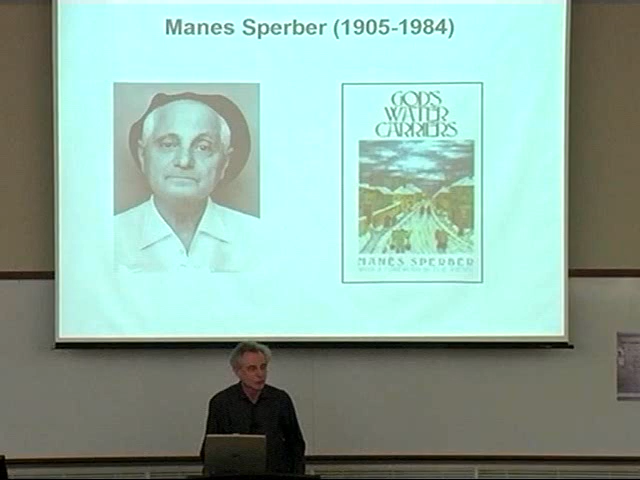 Manes Sperber (1905-1984)
GOD'S
WATER
CARRIERS
MANÈS SPERBER